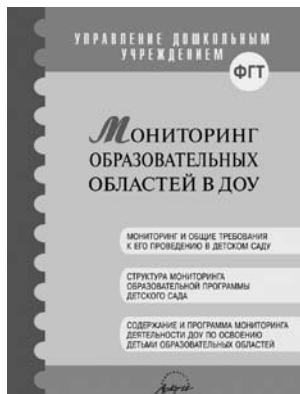 УПРАВЛЕНИЕ ДОШКОЛЬНЫМ
УЧРЕЖДЕНИЕМ
ФГТ
МОНИТОРИНГ
ОБРАЗОВАТЕЛЬНЫХ
ОБЛАСТЕЙ В ДОУ
МОНИТОРИНГ И ОБЩИЕ ТРЕБОВАНИЯ
К ЕГО ПРОВЕДЕНИЮ В ДЕТСКОМ САДУ
СТРУКТУРА МОНИТОРИНГА
ОБРАЗОВАТЕЛЬНОЙ ПРОГРАММЫ
ДЕТСКОГО САДА
СОДЕРЖАНИЕ И ПРОГРАММА МОНИТОРИНГА
ДЕЯТЕЛЬНОСТИ ДОУ ПО ОСВОЕНИЮ
ДЕТЬМИ ОБРАЗОВАТЕЛЬНЫХ ОБЛАСТЕЙ